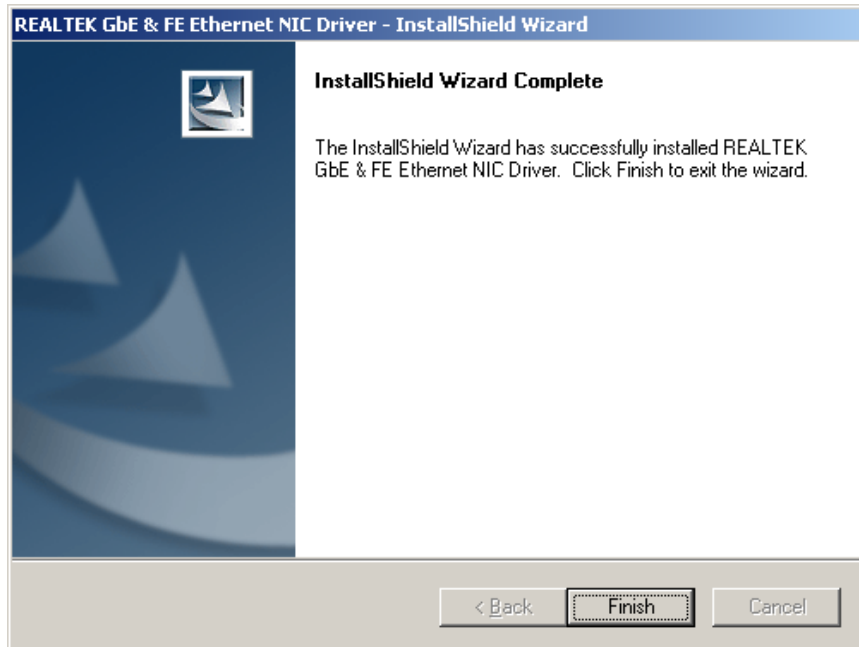 REALTEK GbE & FE Ethernet NIC Driver - InstallShield Wizard
InstallShield Wizard Complete
The InstallShield Wizard has successfully installed REALTEK
GbE & FE Ethernet NIC Driver.  Click Finish to exit the wizard.
< Back Finish Cancel